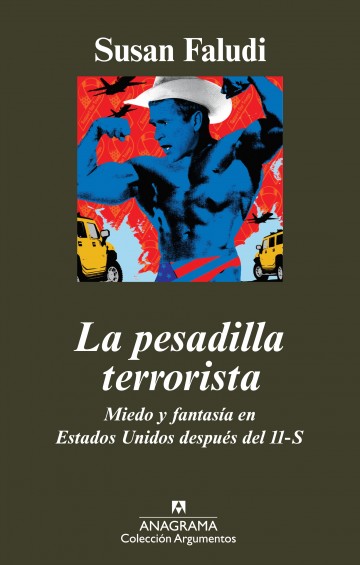 Susan Faludi
La pesadilla
terrorista
Miedo y fantasía en
Estados Unidos después del 11-S
ANAGRAMA
Colección Argumentos